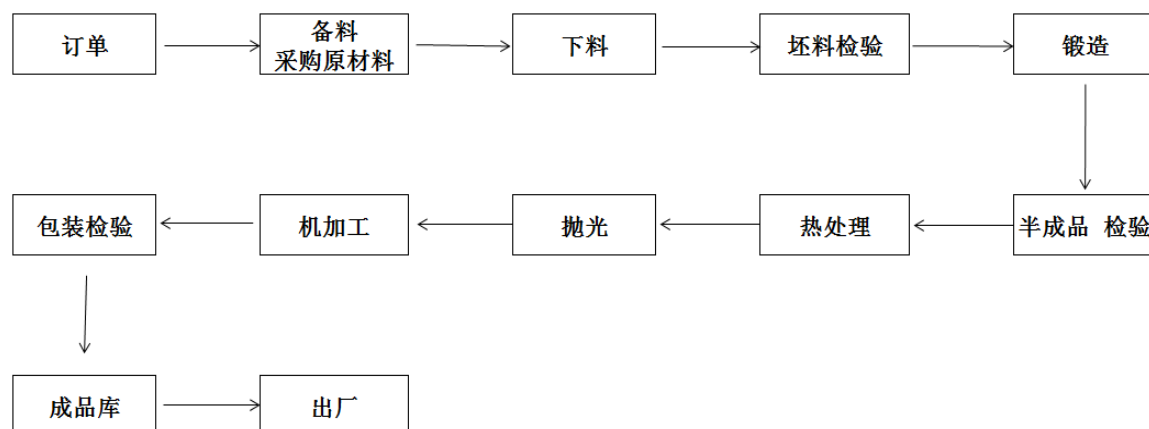 订单
备料
采购原材料
下料
坯料检验
锻造
包装检验
机加工
抛光
热处理
半成品 检验
成品库
出厂